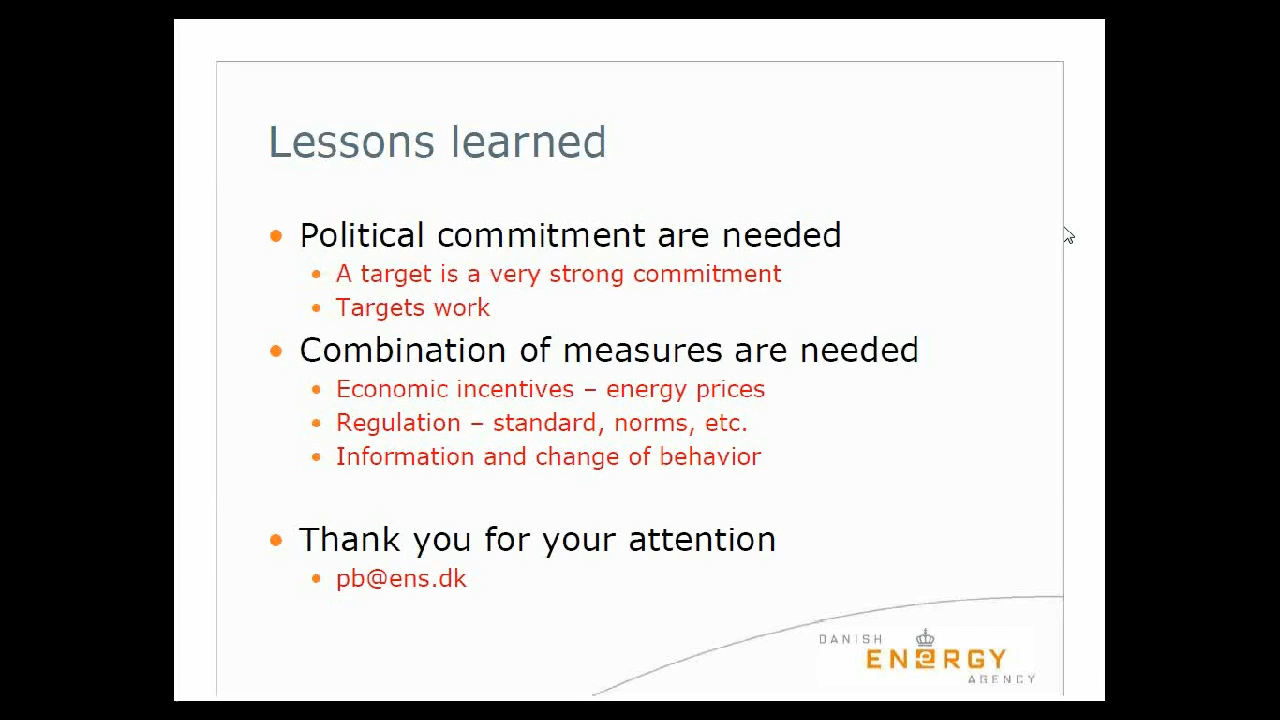 Lessons learned
• Political commitment are needed
• A target is a very strong commitment
• Targets work
• Combination of measures are needed
• Economic incentives – energy prices
• Regulation – standard, norms, etc.
• Information and change of behavior
• Thank you for your attention
• pb@ens.dk
DANISH
ENERGY
AGENCY